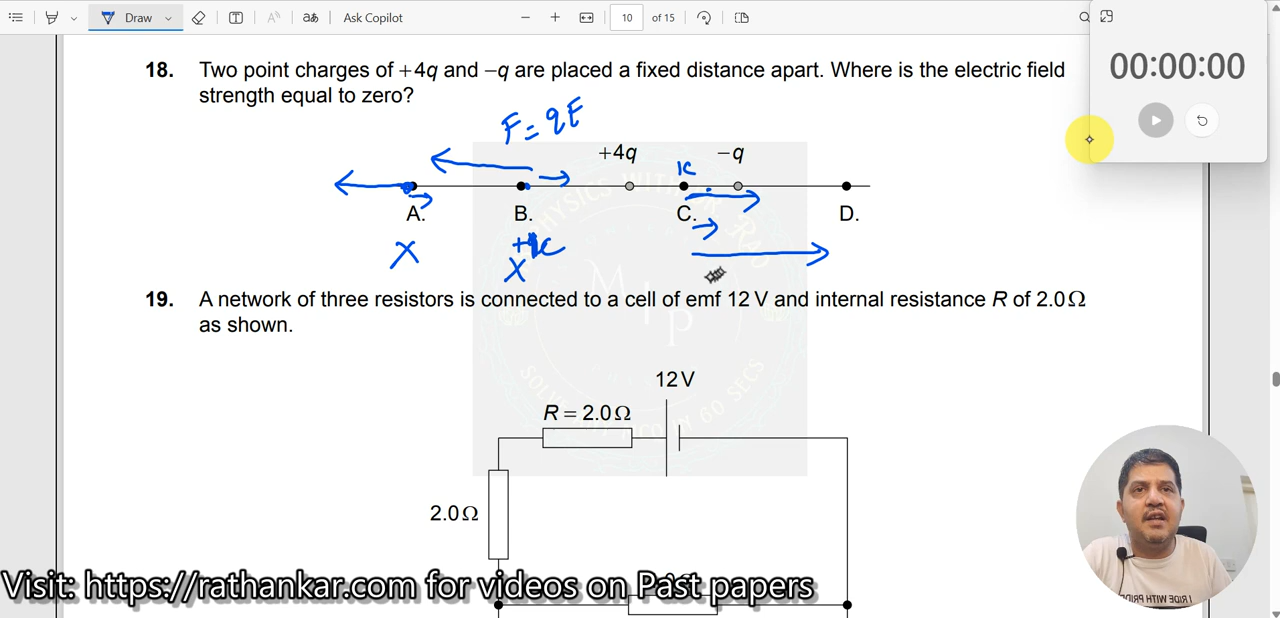 Draw
aあ
Ask Copilot
10 of 15
00:00:00
18. Two point charges of +4q and −q are placed a fixed distance apart. Where is the electric field
strength equal to zero?
F = qE
+4q −q
1c
A. B. C. D.
X
X
19. A network of three resistors is connected to a cell of emf 12 V and internal resistance R of 2.0 Ω
as shown.
12 V
R = 2.0 Ω
2.0 Ω
Visit: https://rathankar.com for videos on Past papers